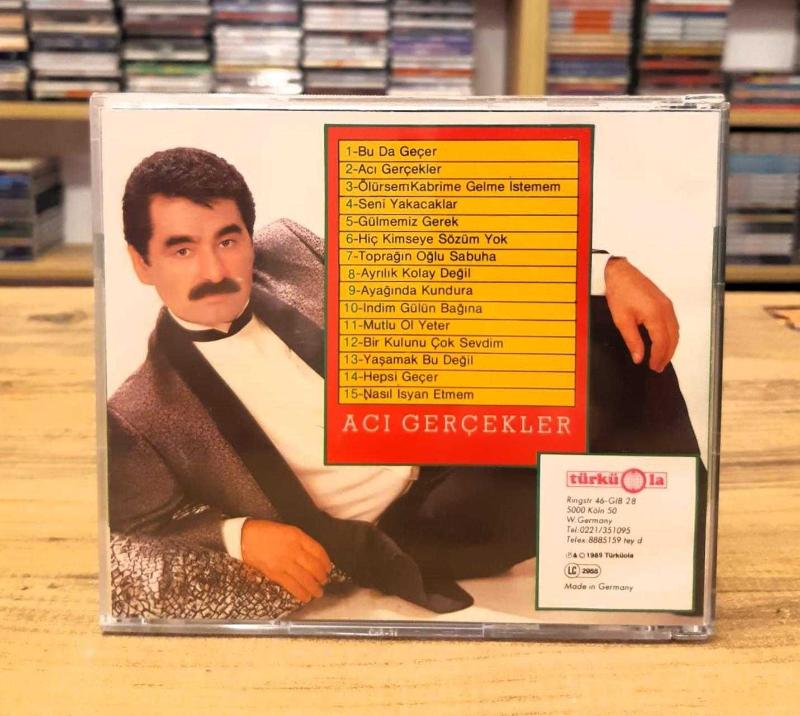 1-Bu Da Geçer
2-Acı Gerçekler
3-ÖlürsemKabrime Gelme İstemem
4-Seni Yakacaklar
5-Gülmemiz Gerek
6-Hiç Kimseye Sözüm Yok
7-Toprağın Oğlu Sabuha
8-Ayrılık Kolay Değil
9-Ayağında Kundura
10-Indim Gülün Bağına
11-Mutlu Ol Yeter
12-Bir Kulunu Çok Sevdim
13-Yaşamak Bu Değil
14-Hepsi Geçer
15-Nasıl İsyan Etmem
ACI GERÇEKLER
türküola
Ringstr 46-GIB 28
5000 Köln 50
W.Germany
Tel:0221/351095
Telex:8885159 tey d
℗& © 1989 Türküola
LC 2955
Made in Germany